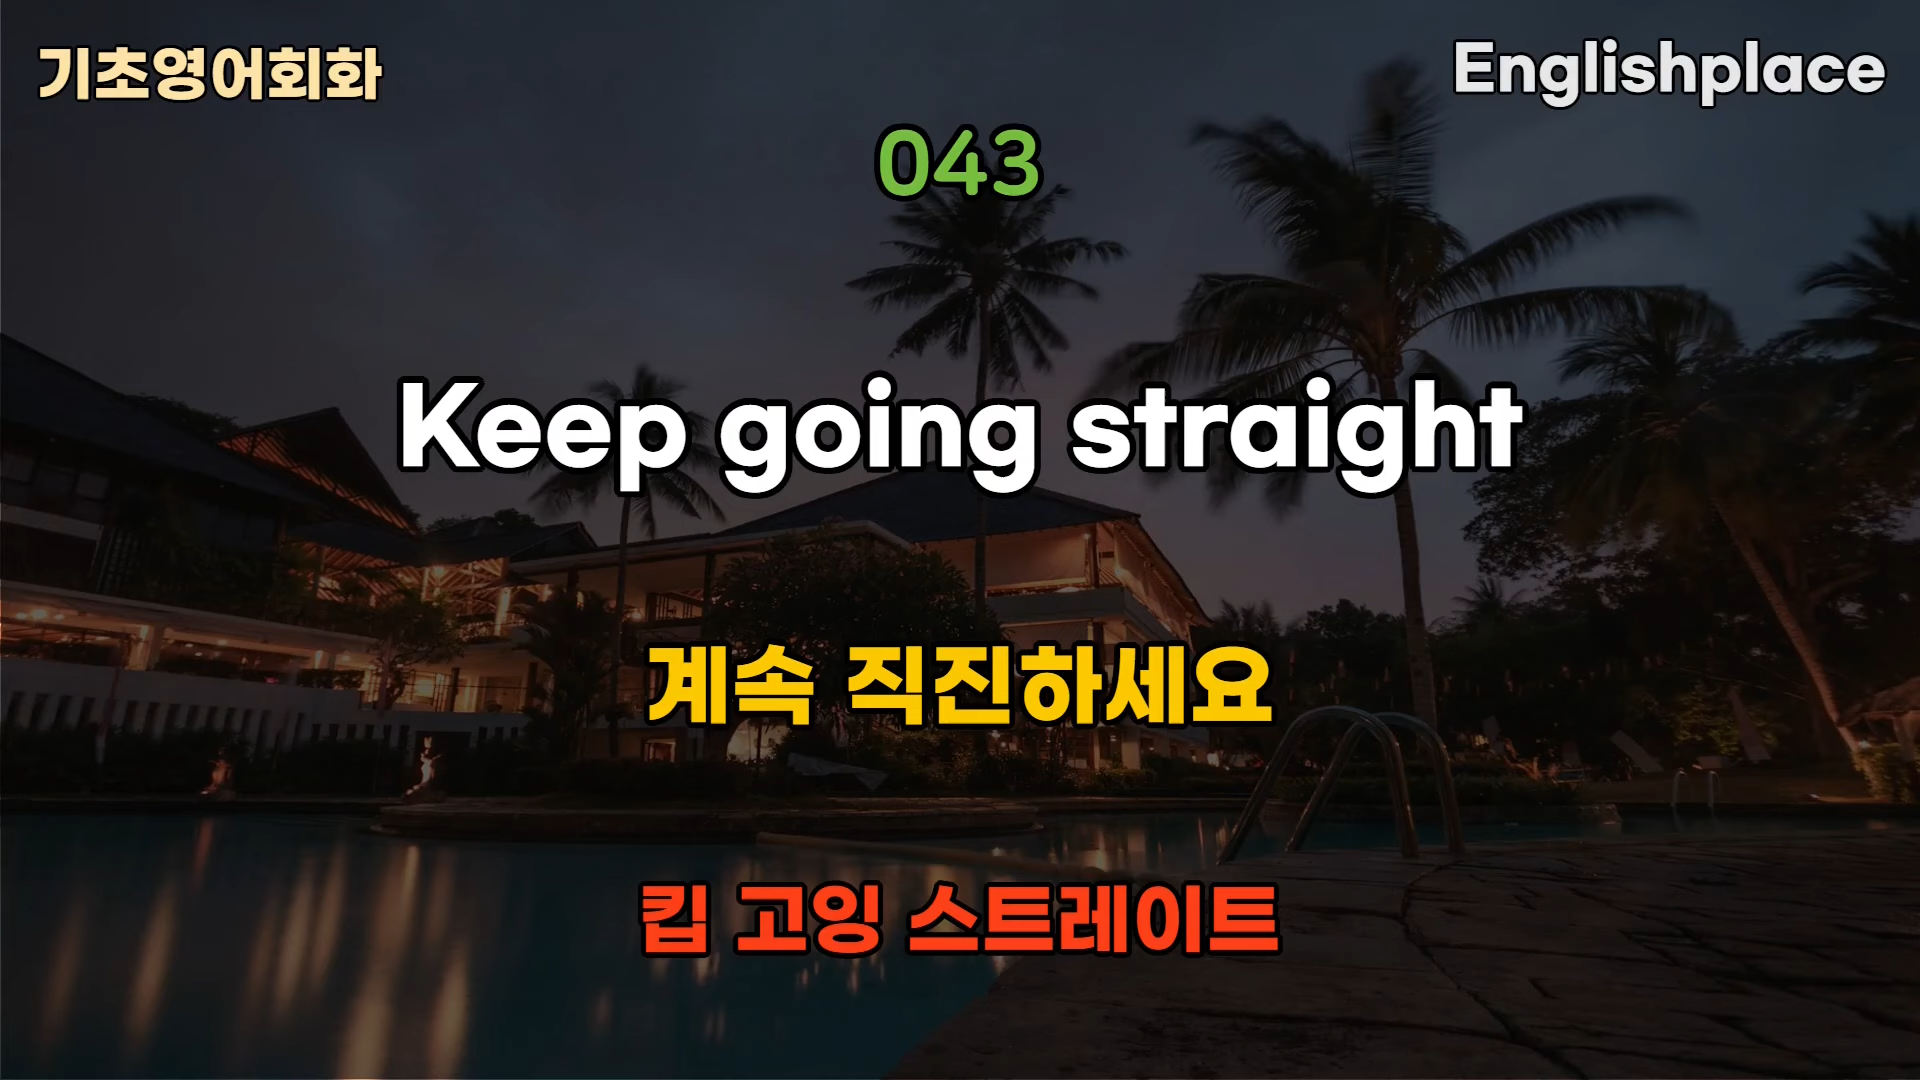 기초영어회화
Englishplace
043
Keep going straight
계속 직진하세요
킵 고잉 스트레이트